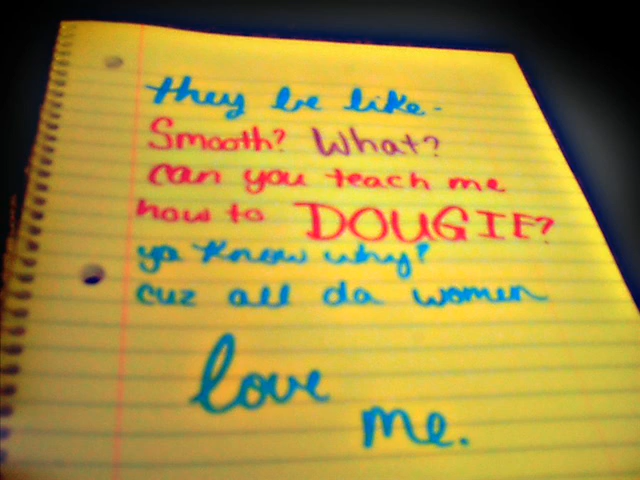 they be like-
Smooth? What?
can you teach me
how to DOUGIE?
ya know why?
cuz all da women
love
me.